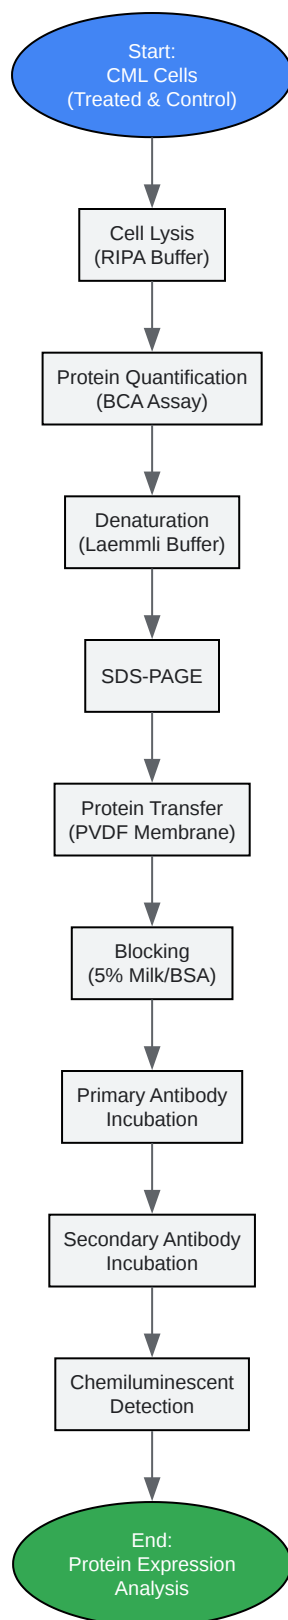 Start:
CML Cells
(Treated & Control)
Cell Lysis
(RIPA Buffer)
Protein Quantification
(BCA Assay)
Denaturation
(Laemmli Buffer)
SDS-PAGE
Protein Transfer
(PVDF Membrane)
Blocking
(5% Milk/BSA)
Primary Antibody
Incubation
Secondary Antibody
Incubation
Chemiluminescent
Detection
End:
Protein Expression
Analysis